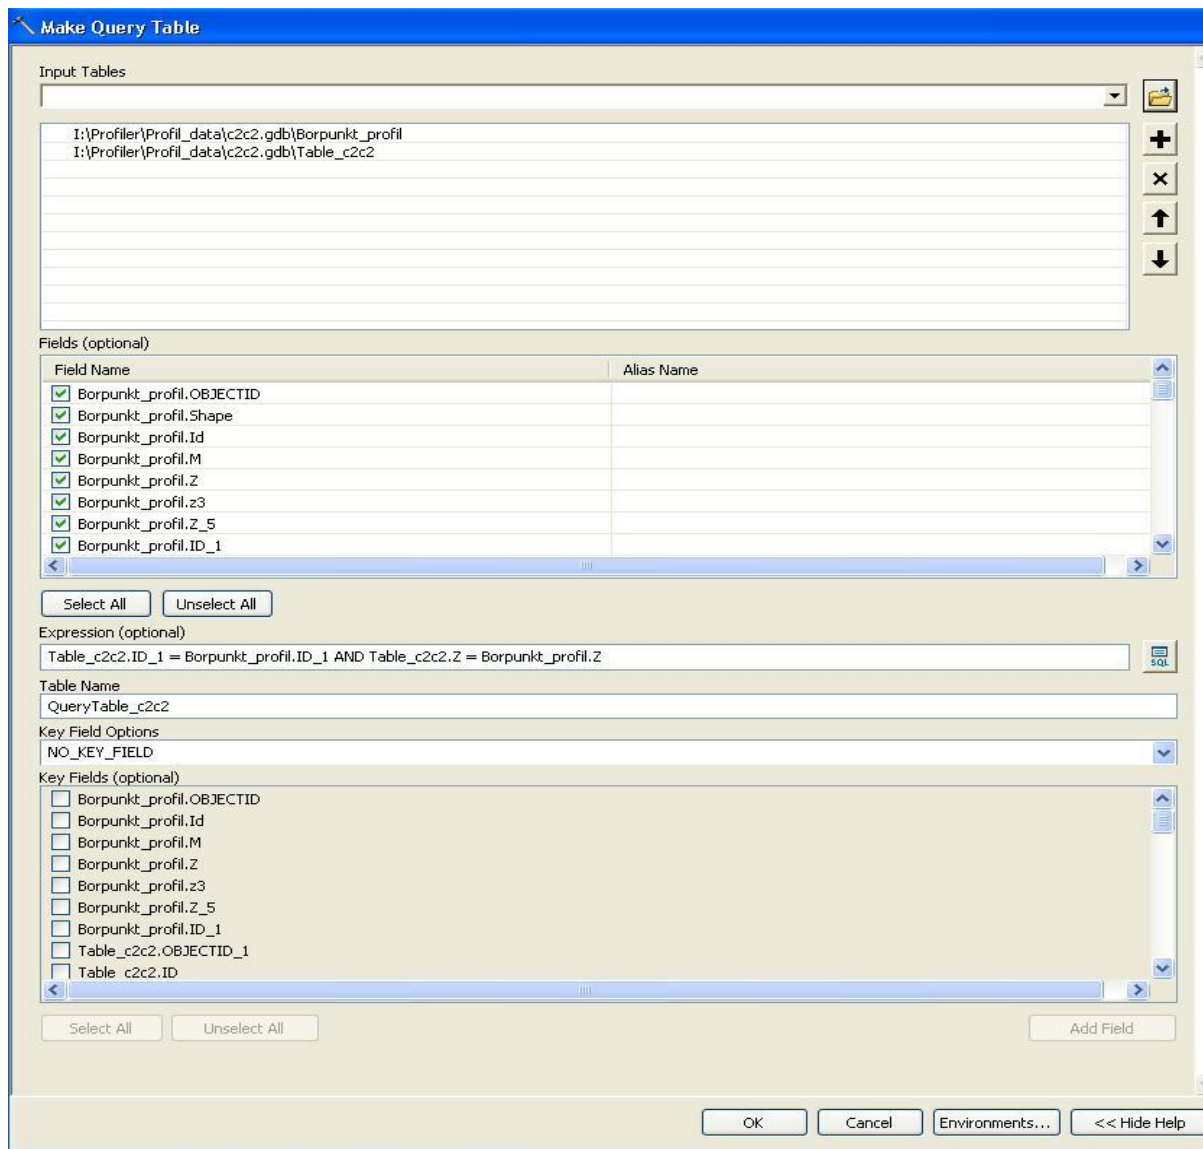 Make Query Table
Input Tables
I:\Profiler\Profil_data\c2c2.gdb\Borpunkt_profil
I:\Profiler\Profil_data\c2c2.gdb\Table_c2c2
Fields (optional)
Field Name Alias Name
Borpunkt_profil.OBJECTID
Borpunkt_profil.Shape
Borpunkt_profil.Id
Borpunkt_profil.M
Borpunkt_profil.Z
Borpunkt_profil.z3
Borpunkt_profil.Z_5
Borpunkt_profil.ID_1
Select All Unselect All
Expression (optional)
Table_c2c2.ID_1 = Borpunkt_profil.ID_1 AND Table_c2c2.Z = Borpunkt_profil.Z
SQL
Table Name
QueryTable_c2c2
Key Field Options
NO_KEY_FIELD
Key Fields (optional)
Borpunkt_profil.OBJECTID
Borpunkt_profil.Id
Borpunkt_profil.M
Borpunkt_profil.Z
Borpunkt_profil.z3
Borpunkt_profil.Z_5
Borpunkt_profil.ID_1
Table_c2c2.OBJECTID_1
Table_c2c2.ID
Select All Unselect All Add Field
OK Cancel Environments... << Hide Help